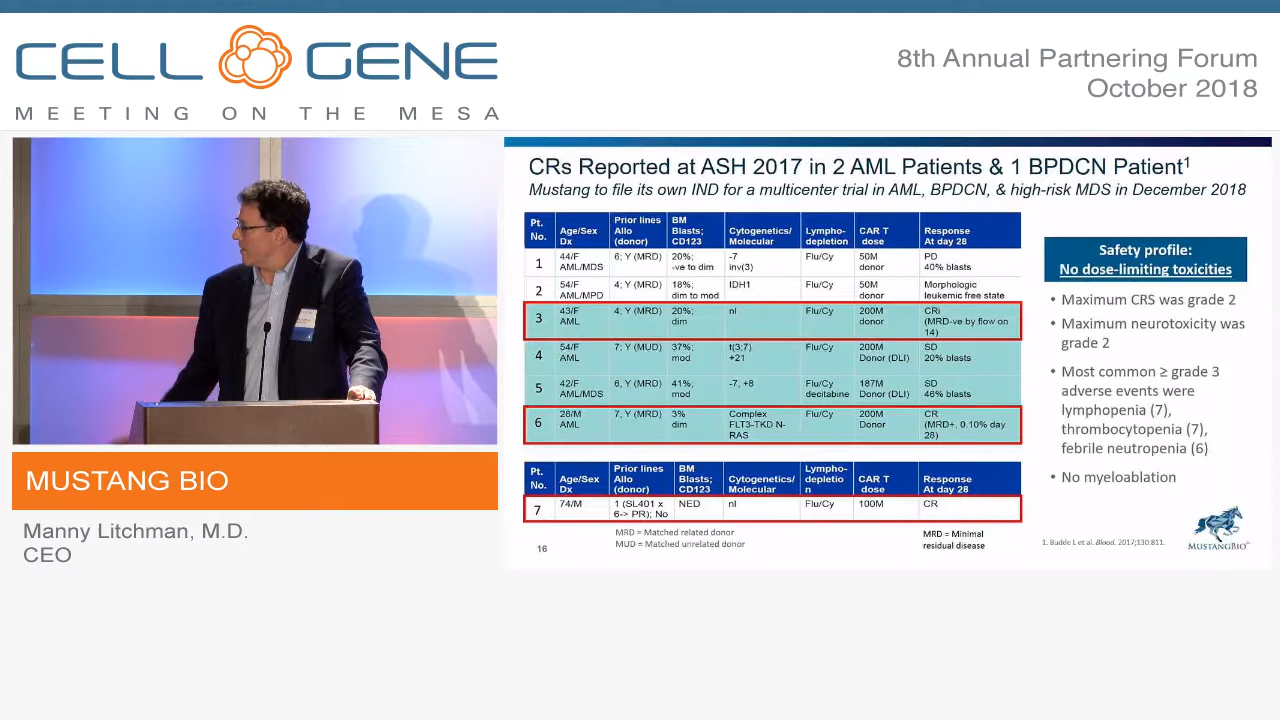 CELL GENE
MEETING ON THE MESA
8th Annual Partnering Forum
October 2018
MUSTANG BIO
Manny Litchman, M.D.
CEO
CRs Reported at ASH 2017 in 2 AML Patients & 1 BPDCN Patient1
Mustang to file its own IND for a multicenter trial in AML, BPDCN, & high-risk MDS in December 2018
Pt. No. Age/Sex Dx Prior lines Allo (donor) BM Blasts; CD123 Cytogenetics/ Molecular Lympho-depletion CAR T dose Response At day 28
1 44/F AML/MDS 6; Y (MRD) 20%; -ve to dim -7 inv(3) Flu/Cy 50M donor PD 40% blasts
2 54/F AML/MPD 4; Y (MRD) 18%; dim to mod IDH1 Flu/Cy 50M donor Morphologic leukemic free state
3 43/F AML 4; Y (MRD) 20%; dim nl Flu/Cy 200M donor CRi (MRD-ve by flow on 14)
4 54/F AML 7; Y (MUD) 37%; mod t(3;7) +21 Flu/Cy 200M Donor (DLI) SD 20% blasts
5 42/F AML/MDS 6, Y (MRD) 41%; mod -7, +8 Flu/Cy decitabine 187M Donor (DLI) SD 46% blasts
6 28/M AML 7, Y (MRD) 3% dim Complex FLT3-TKD N-RAS Flu/Cy 200M Donor CR (MRD+, 0.10% day 28)
Pt. No. Age/Sex Dx Prior lines Allo (donor) BM Blasts; CD123 Cytogenetics/ Molecular Lympho-depletio n CAR T dose Response At day 28
7 74/M 1 (SL401 x 6-> PR); No NED nl Flu/Cy 100M CR
MRD = Matched related donor
MUD = Matched unrelated donor
MRD = Minimal
residual disease
16
Safety profile:
No dose-limiting toxicities
• Maximum CRS was grade 2
• Maximum neurotoxicity was
grade 2
• Most common ≥ grade 3
adverse events were
lymphopenia (7),
thrombocytopenia (7),
febrile neutropenia (6)
• No myeloablation
1. Budde L et al. Blood. 2017;130:811.
MUSTANGBIO